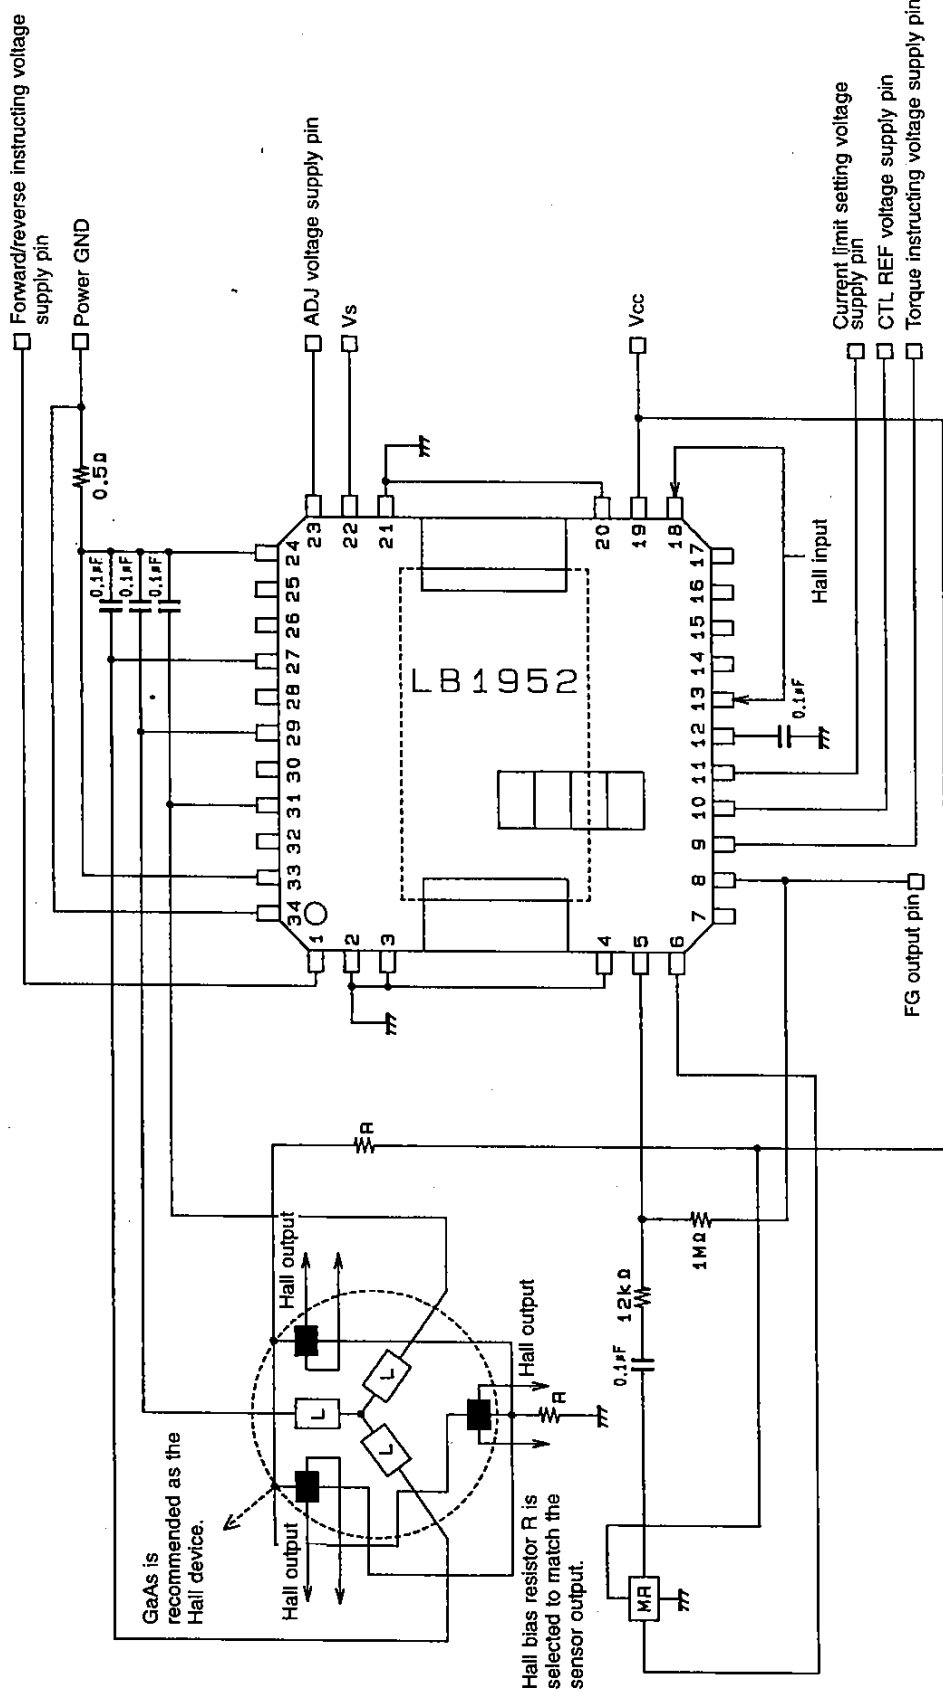 Forward/reverse instructing voltage
supply pin
Power GND
0.5Ω
0.1µF
0.1µF
0.1µF
ADJ voltage supply pin
Vs
Vcc
Current limit setting voltage
supply pin
CTL REF voltage supply pin
Torque instructing voltage supply pin
24
25
26
27
28
29
30
31
32
33
34
23
22
21
20
19
18
LB1952
1
2
3
4
5
6
17
16
15
14
13
12
11
10
9
8
7
Hall input
0.1µF
FG output pin
R
1MΩ
12kΩ
0.1µF
Hall output
Hall output
Hall output
L
L
L
R
GaAs is
recommended as the
Hall device.
Hall bias resistor R is
selected to match the
sensor output.
MR